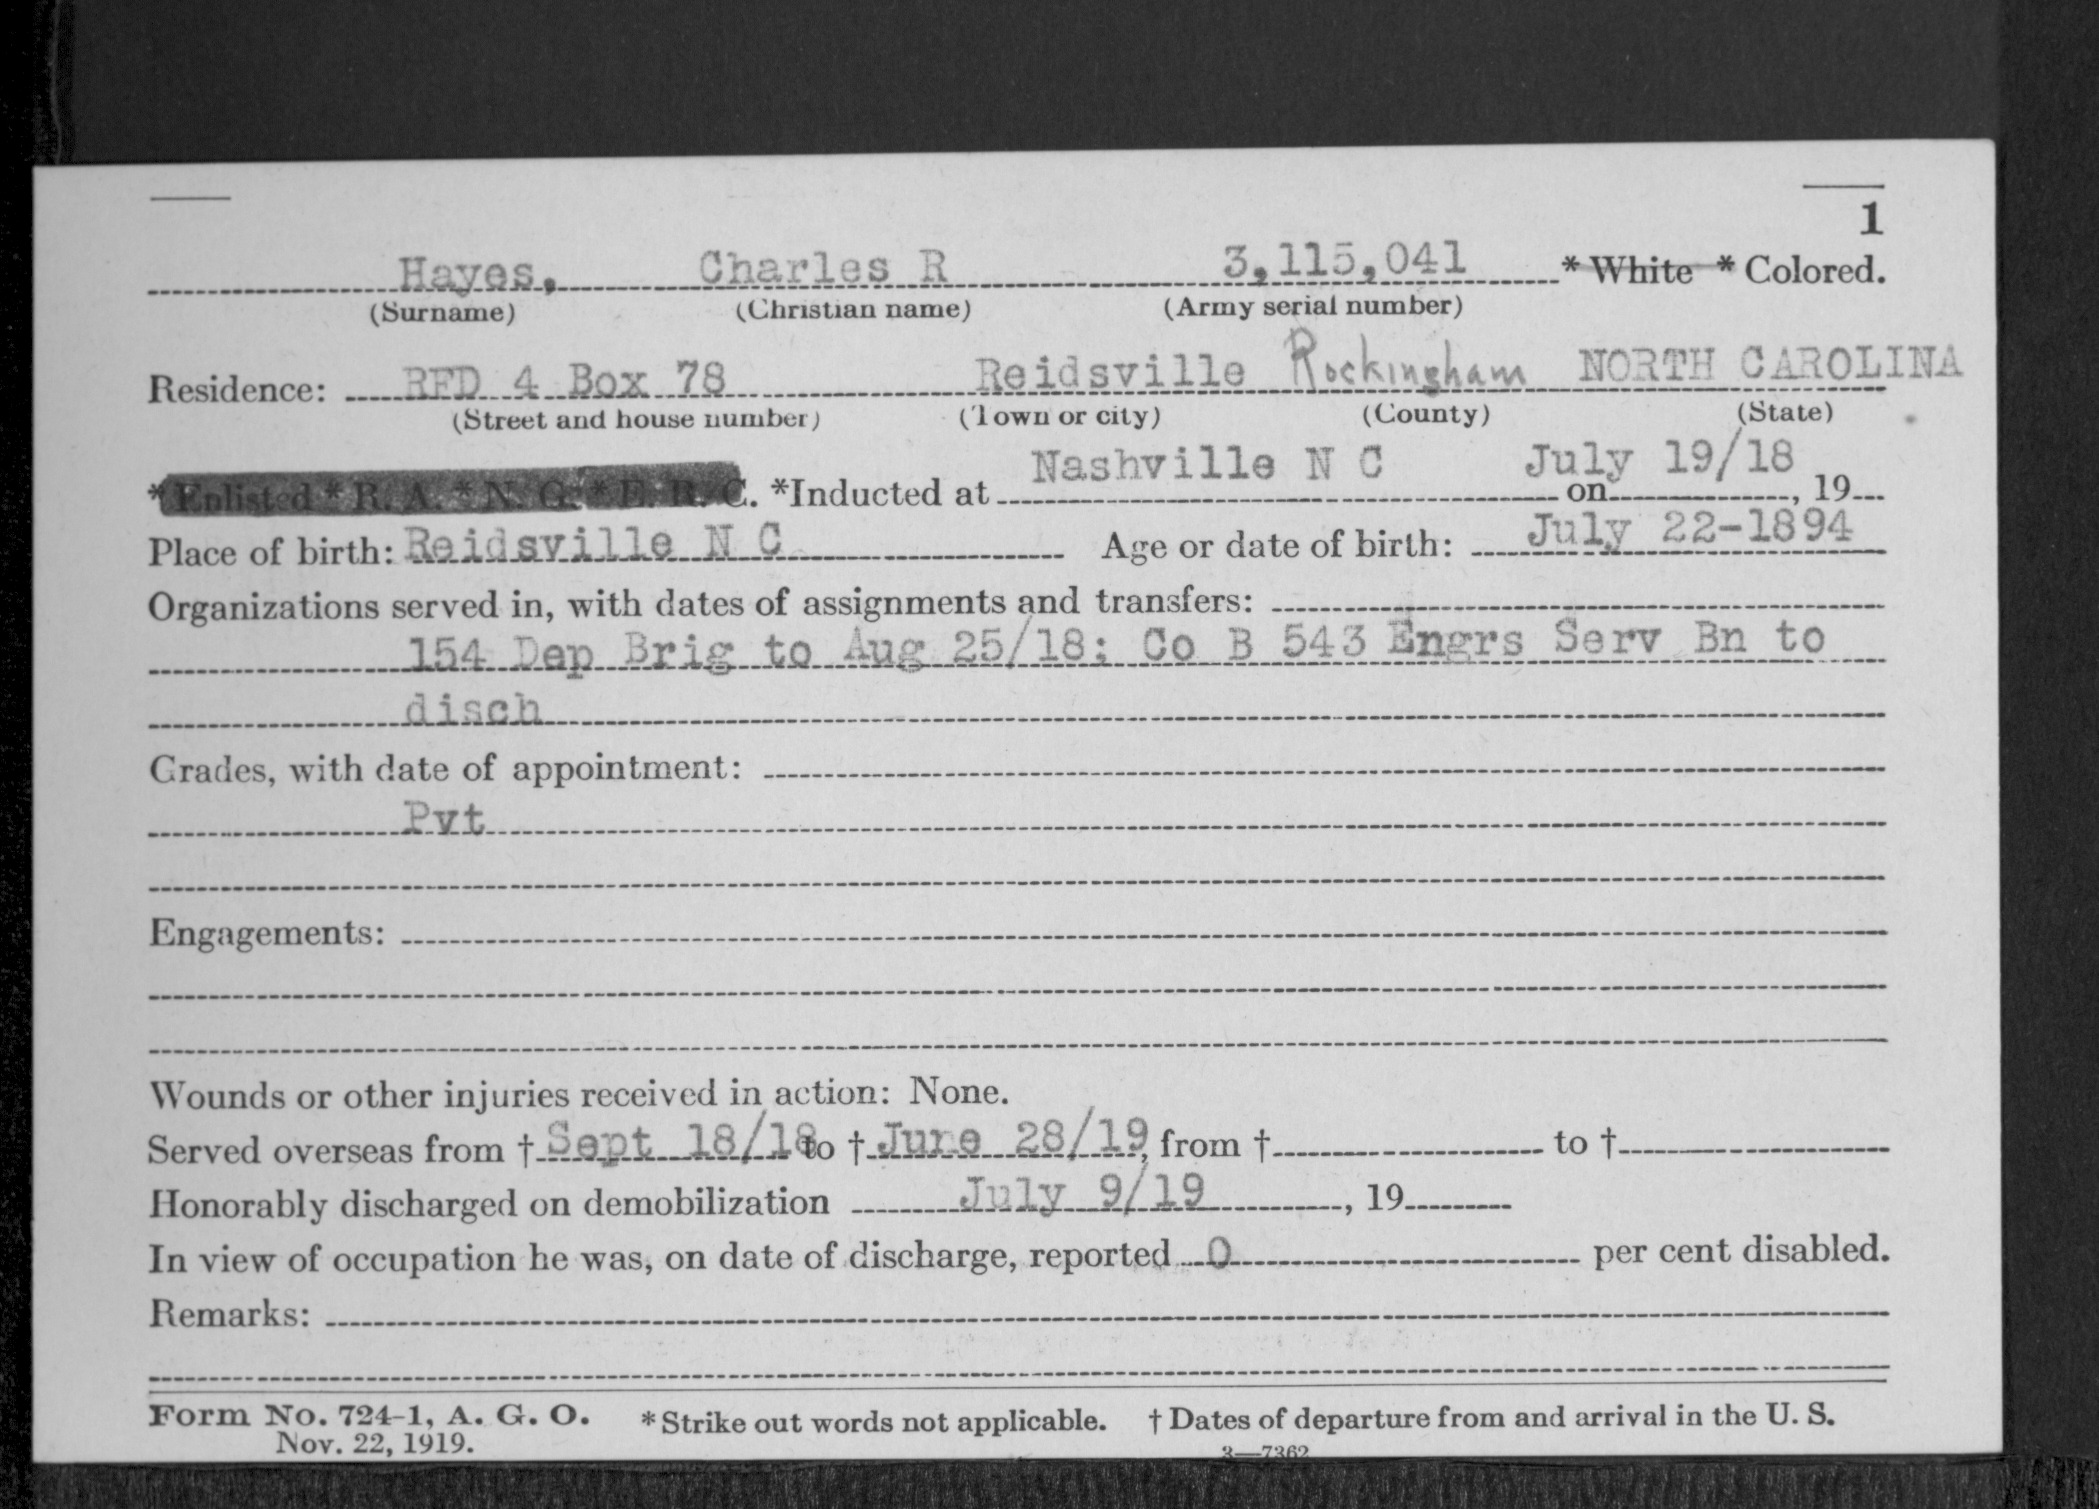 1
Hayes, Charles R 3,115,041 * White * Colored.
(Surname) (Christian name) (Army serial number)
Residence: RFD 4 Box 78 Reidsville Rockingham NORTH CAROLINA
(Street and house number) (Town or city) (County) (State)
*Enlisted * R. A. * N. G. * E. R. C. *Inducted at Nashville N C on July 19/18, 19
Place of birth: Reidsville N C Age or date of birth: July 22-1894
Organizations served in, with dates of assignments and transfers:
154 Dep Brig to Aug 25/18; Co B 543 Engrs Serv Bn to
disch
Grades, with date of appointment:
Pvt
Engagements:
Wounds or other injuries received in action: None.
Served overseas from † Sept 18/18 to † June 28/19, from † to †
Honorably discharged on demobilization July 9/19, 19
In view of occupation he was, on date of discharge, reported 0 per cent disabled.
Remarks:
Form No. 724-1, A. G. O. *Strike out words not applicable. † Dates of departure from and arrival in the U. S.
Nov. 22, 1919.
3—7362